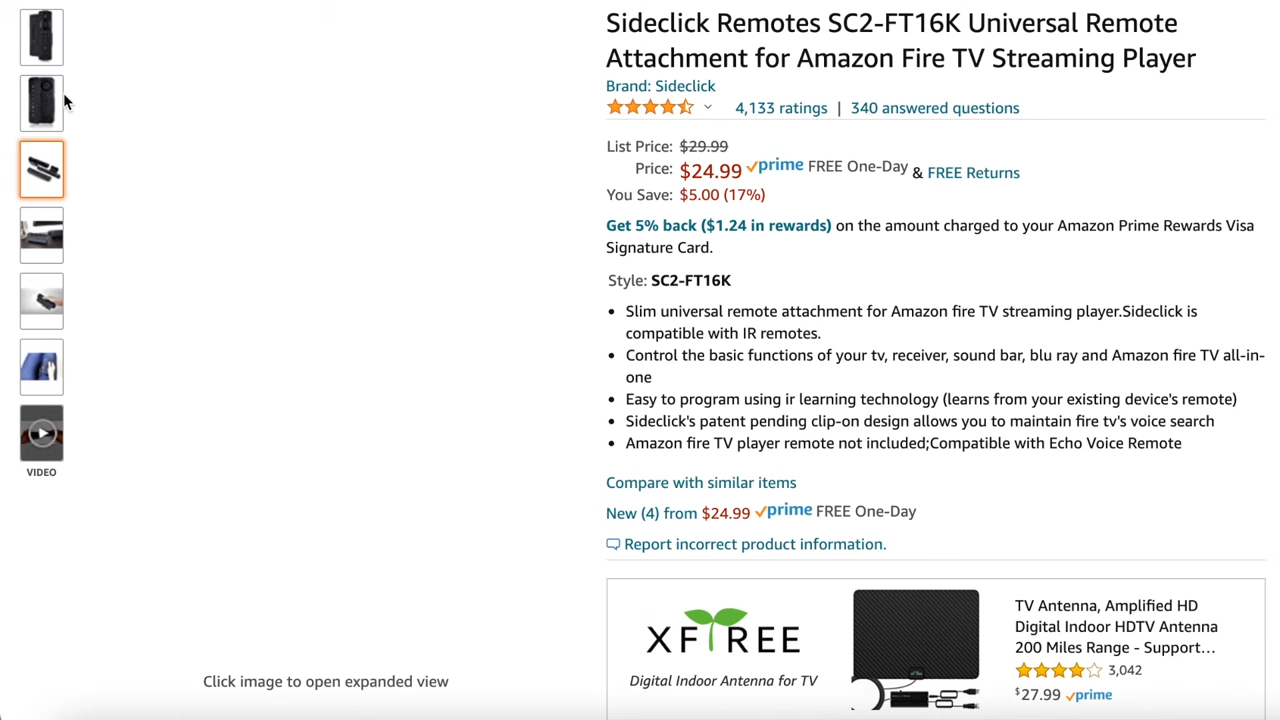 Sideclick Remotes SC2-FT16K Universal Remote
Attachment for Amazon Fire TV Streaming Player
Brand: Sideclick
4,133 ratings | 340 answered questions
List Price: $29.99
Price: $24.99 prime FREE One-Day & FREE Returns
You Save: $5.00 (17%)
Get 5% back ($1.24 in rewards) on the amount charged to your Amazon Prime Rewards Visa
Signature Card.
Style: SC2-FT16K
• Slim universal remote attachment for Amazon fire TV streaming player.Sideclick is
compatible with IR remotes.
• Control the basic functions of your tv, receiver, sound bar, blu ray and Amazon fire TV all-in-
one
• Easy to program using ir learning technology (learns from your existing device's remote)
• Sideclick's patent pending clip-on design allows you to maintain fire tv's voice search
• Amazon fire TV player remote not included;Compatible with Echo Voice Remote
VIDEO
Compare with similar items
New (4) from $24.99 prime FREE One-Day
Report incorrect product information.
XFTREE
Digital Indoor Antenna for TV
TV Antenna, Amplified HD
Digital Indoor HDTV Antenna
200 Miles Range - Support...
3,042
$27.99 prime
Click image to open expanded view